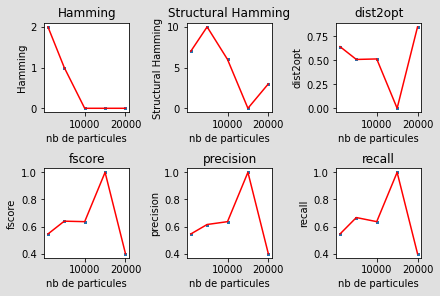 Hamming
Structural Hamming
dist2opt
Hamming
2
1
0
10000
20000
nb de particules
Structural Hamming
10
5
0
10000
20000
nb de particules
dist2opt
0.75
0.50
0.25
0.00
10000
20000
nb de particules
fscore
precision
recall
fscore
1.0
0.8
0.6
0.4
10000
20000
nb de particules
precision
1.0
0.8
0.6
0.4
10000
20000
nb de particules
recall
1.0
0.8
0.6
0.4
10000
20000
nb de particules